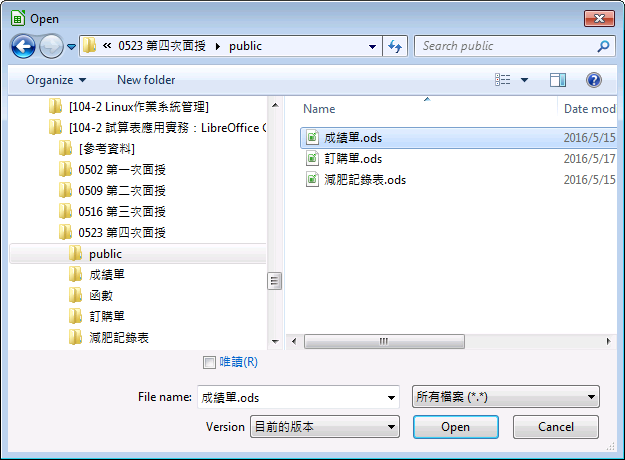 Open
« 0523 第四次面授 public
Search public
Organize New folder
[104-2 Linux作業系統管理]
[104-2 試算表應用實務：LibreOffice C
[參考資料]
0502 第一次面授
0509 第二次面授
0516 第三次面授
0523 第四次面授
public
成績單
函數
訂購單
減肥記錄表
Name Date mod
成績單.ods 2016/5/15
訂購單.ods 2016/5/17
減肥記錄表.ods 2016/5/15
唯讀(R)
File name: 成績單.ods 所有檔案 (*.*)
Version 目前的版本 Open Cancel